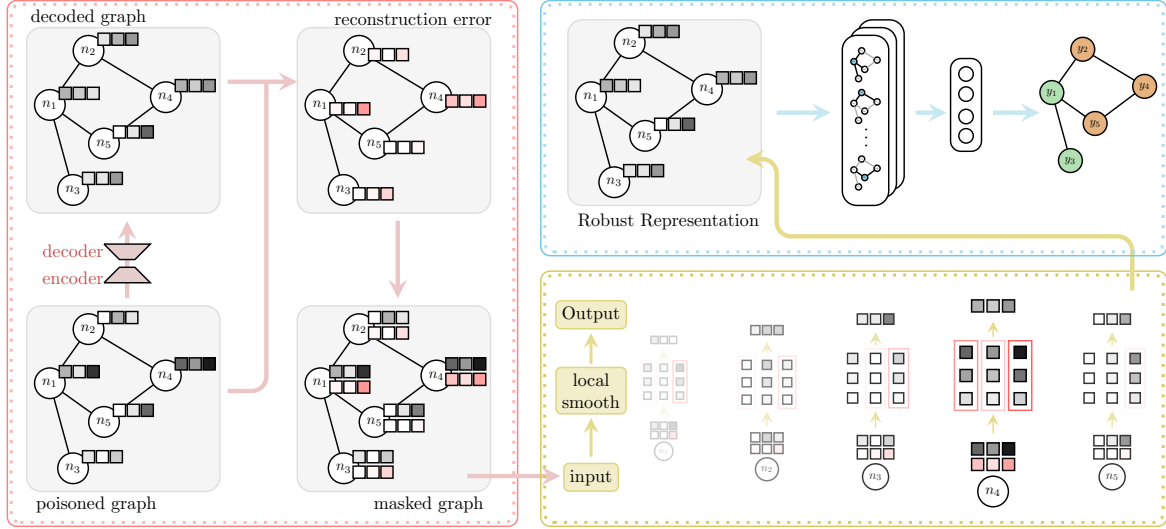 decoded graph
n2
n1
n4
n5
n3
decoder
encoder
n2
n1
n4
n5
n3
poisoned graph
reconstruction error
n2
n1
n4
n5
n3
n2
n1
n4
n5
n3
masked graph
n2
n1
n4
n5
n3
Robust Representation
y2
y1
y4
y5
y3
Output
local
smooth
input
n1
n2
n3
n4
n5